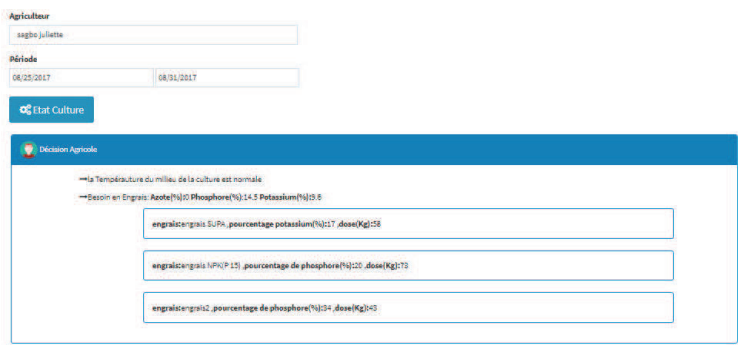 Agriculteur
sagbo juliette
Période
08/25/2017 08/31/2017
Etat Culture
Décision Agricole
→la Températuture du milieu de la culture est normale
→Besoin en Engrais: Azote(%):0 Phosphore(%):14.5 Potassium(%):9.8
engrais:engrais SUPA ,pourcentage potassium(%):17 ,dose(Kg):58
engrais:engrais NPK(P 15) ,pourcentage de phosphore(%):20 ,dose(Kg):73
engrais:engrais2 ,pourcentage de phosphore(%):34 ,dose(Kg):43